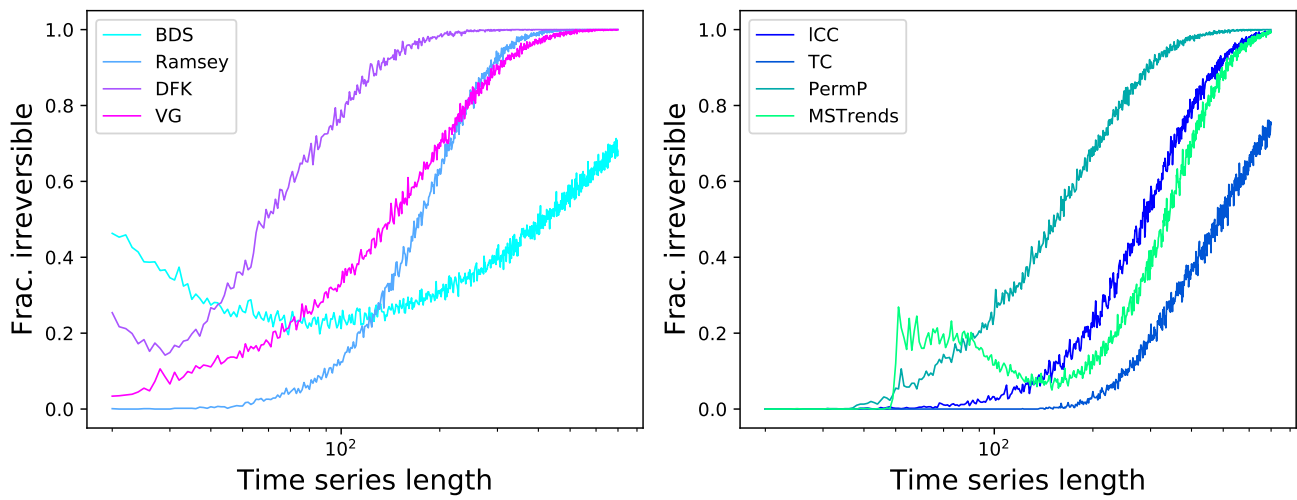 1.0
0.8
0.6
0.4
0.2
0.0
Frac. irreversible
BDS
Ramsey
DFK
VG
10²
Time series length
1.0
0.8
0.6
0.4
0.2
0.0
Frac. irreversible
ICC
TC
PermP
MSTrends
10²
Time series length